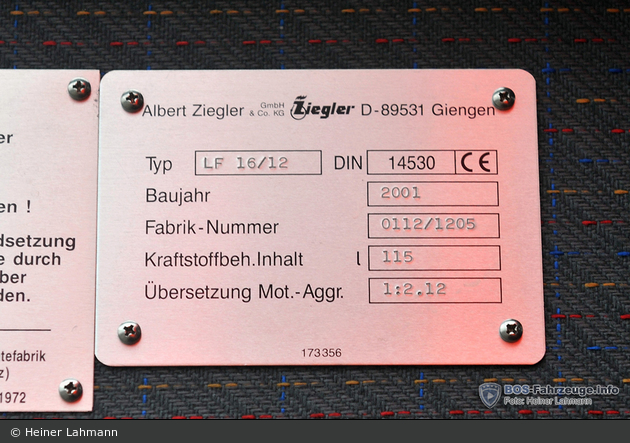 er
en !
dsetzung
e durch
ber
den.
tefabrik
z)
1972
Albert Ziegler GmbH & Co. KG Ziegler D-89531 Giengen
Typ LF 16/12 DIN 14530 CE
Baujahr 2001
Fabrik-Nummer 0112/1205
Kraftstoffbeh.Inhalt l 115
Übersetzung Mot.-Aggr. 1:2,12
173356
BOS-Fahrzeuge.info
Foto: Heiner Lahmann
© Heiner Lahmann